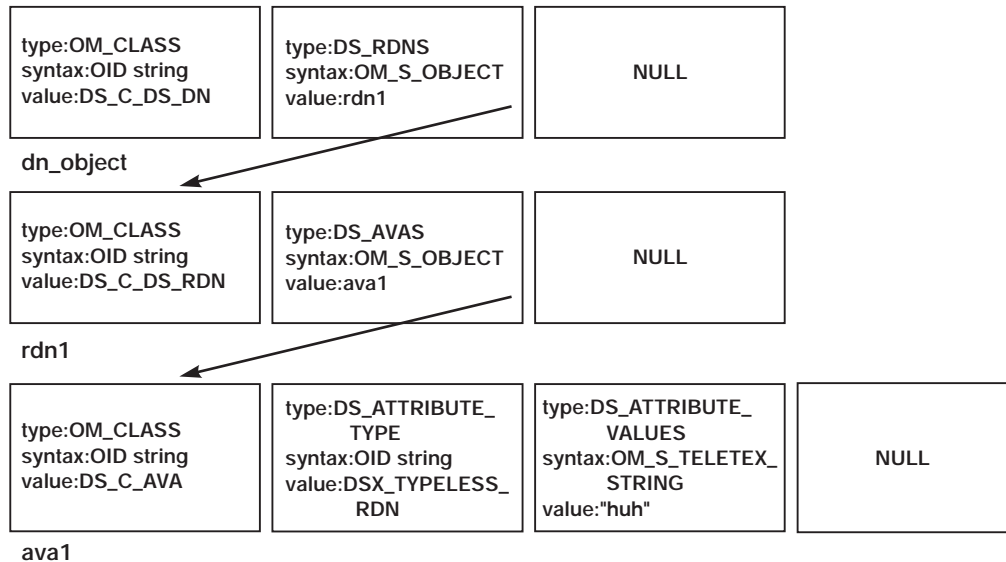 type:OM_CLASS
syntax:OID string
value:DS_C_DS_DN
type:DS_RDNS
syntax:OM_S_OBJECT
value:rdn1
NULL
dn_object
type:OM_CLASS
syntax:OID string
value:DS_C_DS_RDN
type:DS_AVAS
syntax:OM_S_OBJECT
value:ava1
NULL
rdn1
type:OM_CLASS
syntax:OID string
value:DS_C_AVA
type:DS_ATTRIBUTE_
TYPE
syntax:OID string
value:DSX_TYPELESS_
RDN
type:DS_ATTRIBUTE_
VALUES
syntax:OM_S_TELETEX_
STRING
value:"huh"
NULL
ava1